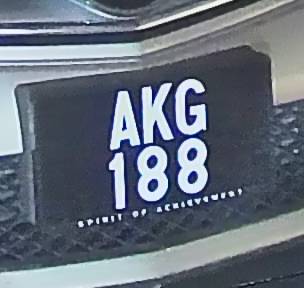 AKG
188
SPIRIT OF ACHIEVEMENT